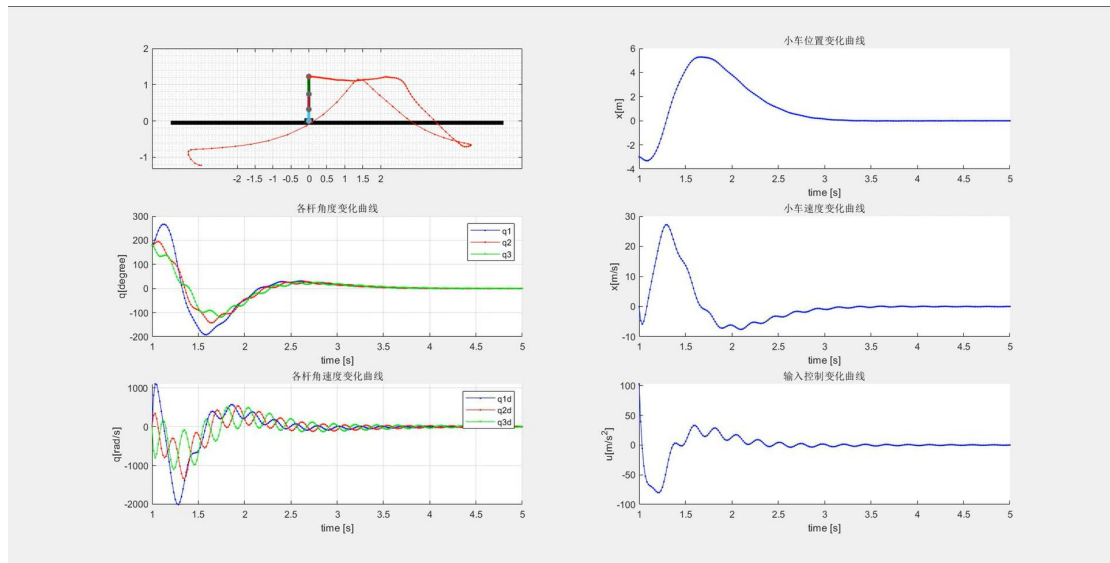 2
1
0
-1
-2 -1.5 -1 -0.5 0 0.5 1 1.5 2
小车位置变化曲线
6
4
2
0
-2
-4
x[m]
1 1.5 2 2.5 3 3.5 4 4.5 5
time [s]
各杆角度变化曲线
300
200
100
0
-100
-200
q[degree]
q1
q2
q3
1 1.5 2 2.5 3 3.5 4 4.5 5
time [s]
小车速度变化曲线
30
20
10
0
-10
x[m/s]
1 1.5 2 2.5 3 3.5 4 4.5 5
time [s]
各杆角速度变化曲线
1000
0
-1000
-2000
q[rad/s]
q1d
q2d
q3d
1 1.5 2 2.5 3 3.5 4 4.5 5
time [s]
输入控制变化曲线
100
50
0
-50
-100
u[m/s²]
1 1.5 2 2.5 3 3.5 4 4.5 5
time [s]